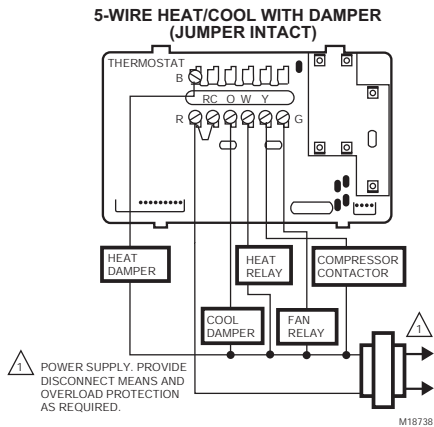 5-WIRE HEAT/COOL WITH DAMPER
(JUMPER INTACT)
THERMOSTAT
B
RC O W Y
R
G
HEAT
DAMPER
HEAT
RELAY
COMPRESSOR
CONTACTOR
COOL
DAMPER
FAN
RELAY
1
1 POWER SUPPLY. PROVIDE
DISCONNECT MEANS AND
OVERLOAD PROTECTION
AS REQUIRED.
M18738